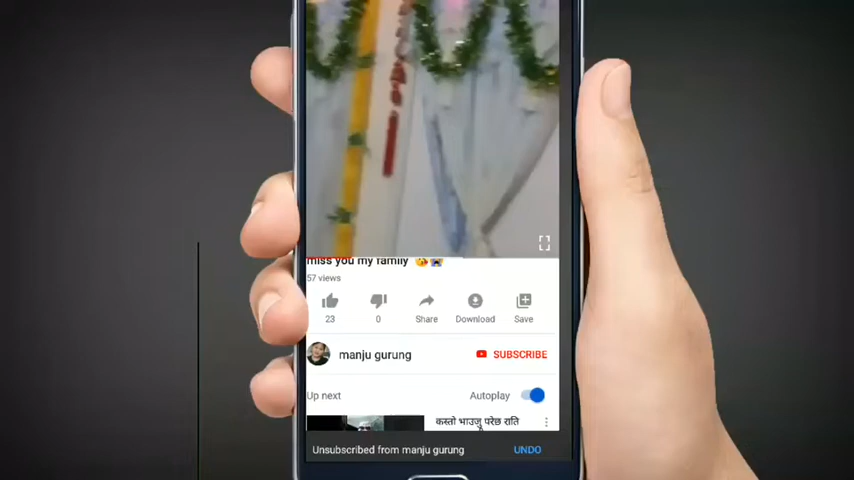 miss you my family
57 views
23
0
Share
Download
Save
manju gurung
SUBSCRIBE
Up next
Autoplay
कस्तो भाउजु परेछ राति
Unsubscribed from manju gurung
UNDO